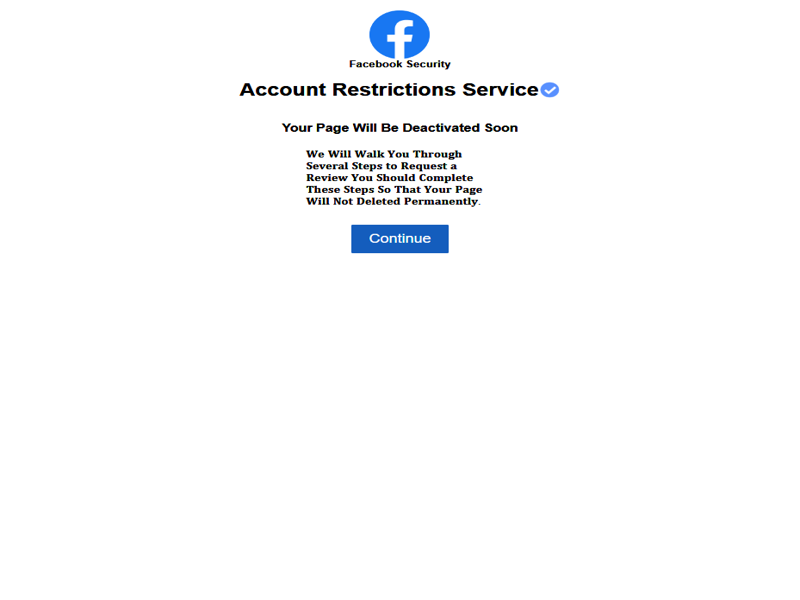 Facebook Security
Account Restrictions Service
Your Page Will Be Deactivated Soon
We Will Walk You Through
Several Steps to Request a
Review You Should Complete
These Steps So That Your Page
Will Not Deleted Permanently.
Continue